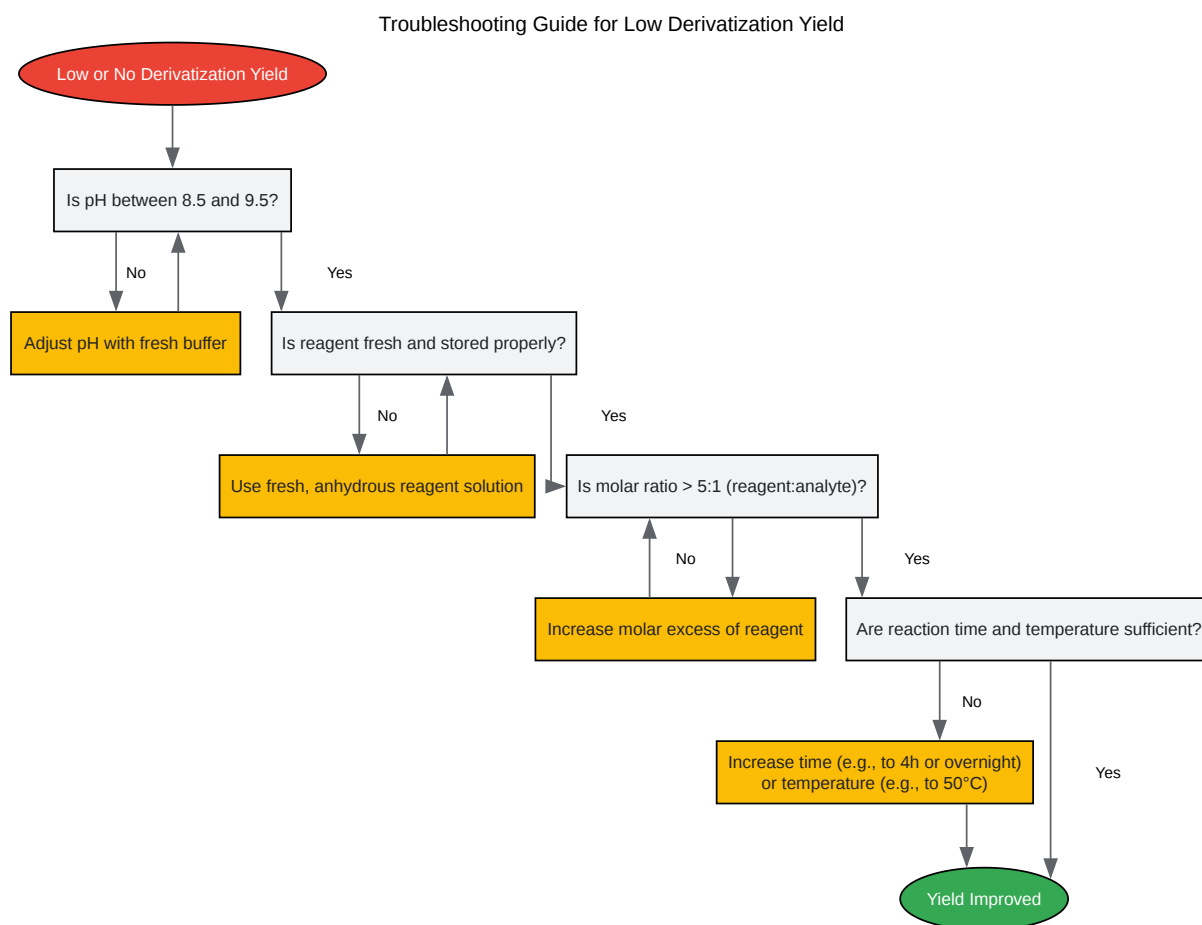 Troubleshooting Guide for Low Derivatization Yield
Low or No Derivatization Yield
Is pH between 8.5 and 9.5?
No
Yes
Adjust pH with fresh buffer
Is reagent fresh and stored properly?
No
Yes
Use fresh, anhydrous reagent solution
Is molar ratio > 5:1 (reagent:analyte)?
No
Yes
Increase molar excess of reagent
Are reaction time and temperature sufficient?
No
Increase time (e.g., to 4h or overnight)
or temperature (e.g., to 50°C)
Yes
Yield Improved